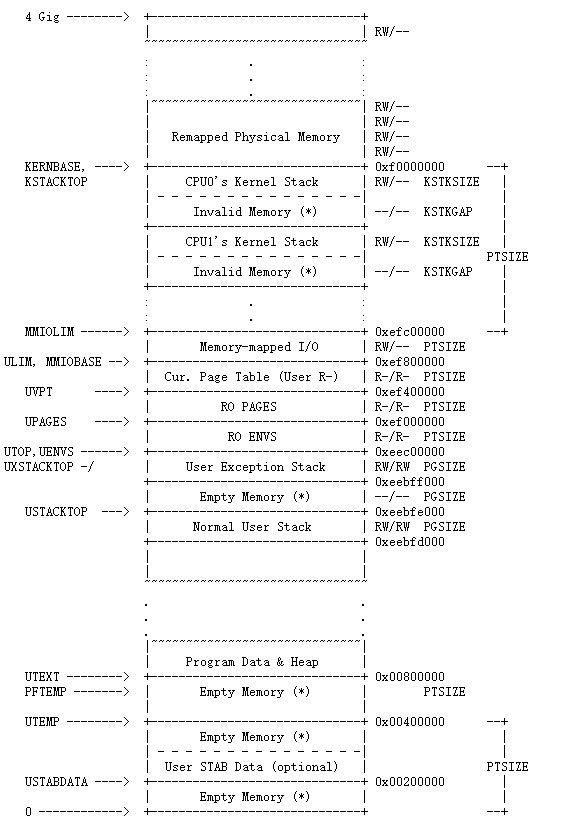 4 Gig --------> +------------------------------+
| | RW/--
~~~~~~~~~~~~~~~~~~~~~~~~~~~~~~~~
: . :
: . :
: . :
|~~~~~~~~~~~~~~~~~~~~~~~~~~~~~~| RW/--
| | RW/--
| Remapped Physical Memory | RW/--
| | RW/--
KERNBASE, ----> +------------------------------+ 0xf0000000 --+
KSTACKTOP | CPU0's Kernel Stack | RW/-- KSTKSIZE |
| - - - - - - - - - - - - - - -| |
| Invalid Memory (*) | --/-- KSTKGAP |
+------------------------------+ |
| CPU1's Kernel Stack | RW/-- KSTKSIZE |
| - - - - - - - - - - - - - - -| PTSIZE
| Invalid Memory (*) | --/-- KSTKGAP |
+------------------------------+ |
: . : |
: . : |
MMIOLIM ------> +------------------------------+ 0xefc00000 --+
| Memory-mapped I/O | RW/-- PTSIZE
ULIM, MMIOBASE --> +------------------------------+ 0xef800000
| Cur. Page Table (User R-) | R-/R- PTSIZE
UVPT ----> +------------------------------+ 0xef400000
| RO PAGES | R-/R- PTSIZE
UPAGES ----> +------------------------------+ 0xef000000
| RO ENVS | R-/R- PTSIZE
UTOP,UENVS ------> +------------------------------+ 0xeec00000
UXSTACKTOP -/ | User Exception Stack | RW/RW PGSIZE
+------------------------------+ 0xeebff000
| Empty Memory (*) | --/-- PGSIZE
USTACKTOP ---> +------------------------------+ 0xeebfe000
| Normal User Stack | RW/RW PGSIZE
+------------------------------+ 0xeebfd000
| |
| |
~~~~~~~~~~~~~~~~~~~~~~~~~~~~~~~~
. .
. .
. .
|~~~~~~~~~~~~~~~~~~~~~~~~~~~~~~|
| Program Data & Heap |
UTEXT --------> +------------------------------+ 0x00800000
PFTEMP -------> | Empty Memory (*) | PTSIZE
| |
UTEMP --------> +------------------------------+ 0x00400000 --+
| Empty Memory (*) | |
| - - - - - - - - - - - - - - -| |
| User STAB Data (optional) | PTSIZE
USTABDATA ----> +------------------------------+ 0x00200000 |
| Empty Memory (*) | |
0 ------------> +------------------------------+ --+